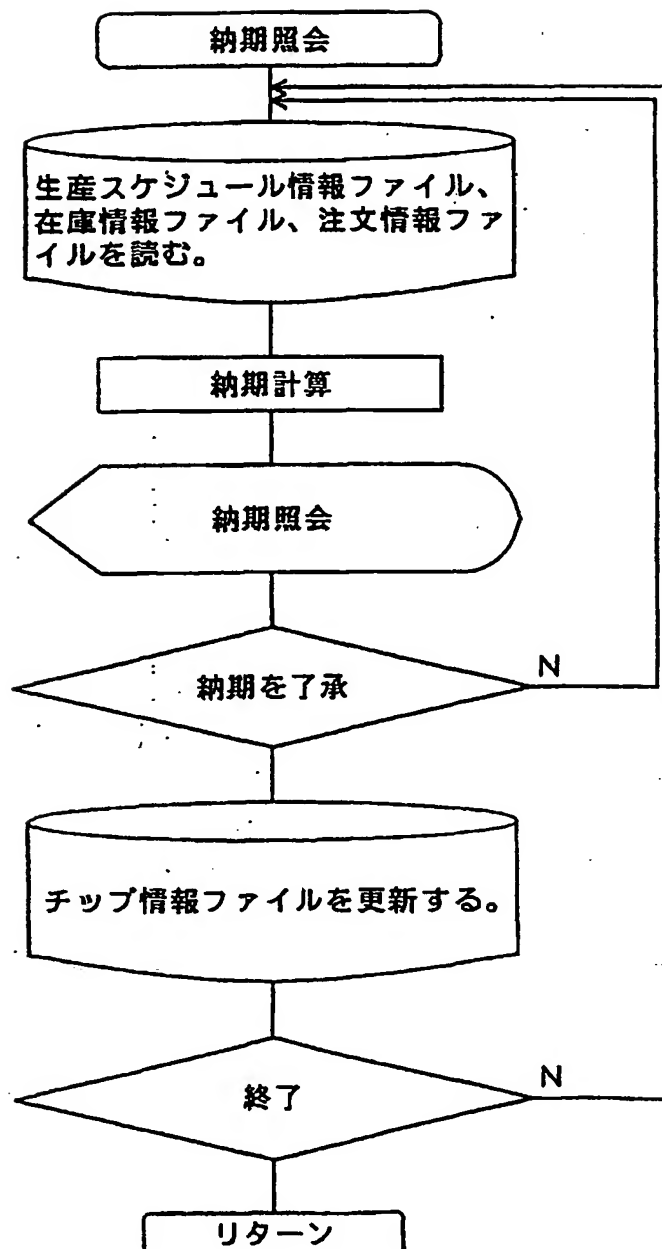 納期照会
生産スケジュール情報ファイル、
在庫情報ファイル、注文情報ファ
イルを読む。
納期計算
納期照会
納期を了承
N
チップ情報ファイルを更新する。
終了
N
リターン